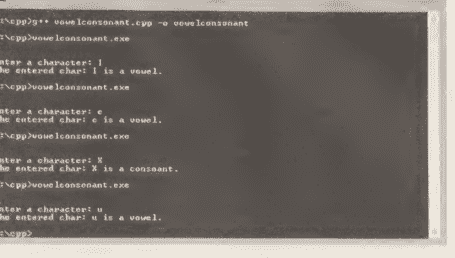 :\cpp>g++ vowelconsonant.cpp -o vowelconsonant
:\cpp>vowelconsonant.exe
nter a character: I
he entered char: I is a vowel.
:\cpp>vowelconsonant.exe
nter a character: e
he entered char: e is a vowel.
:\cpp>vowelconsonant.exe
nter a character: X
he entered char: X is a consoant.
:\cpp>vowelconsonant.exe
nter a character: u
he entered char: u is a vowel.
:\cpp>